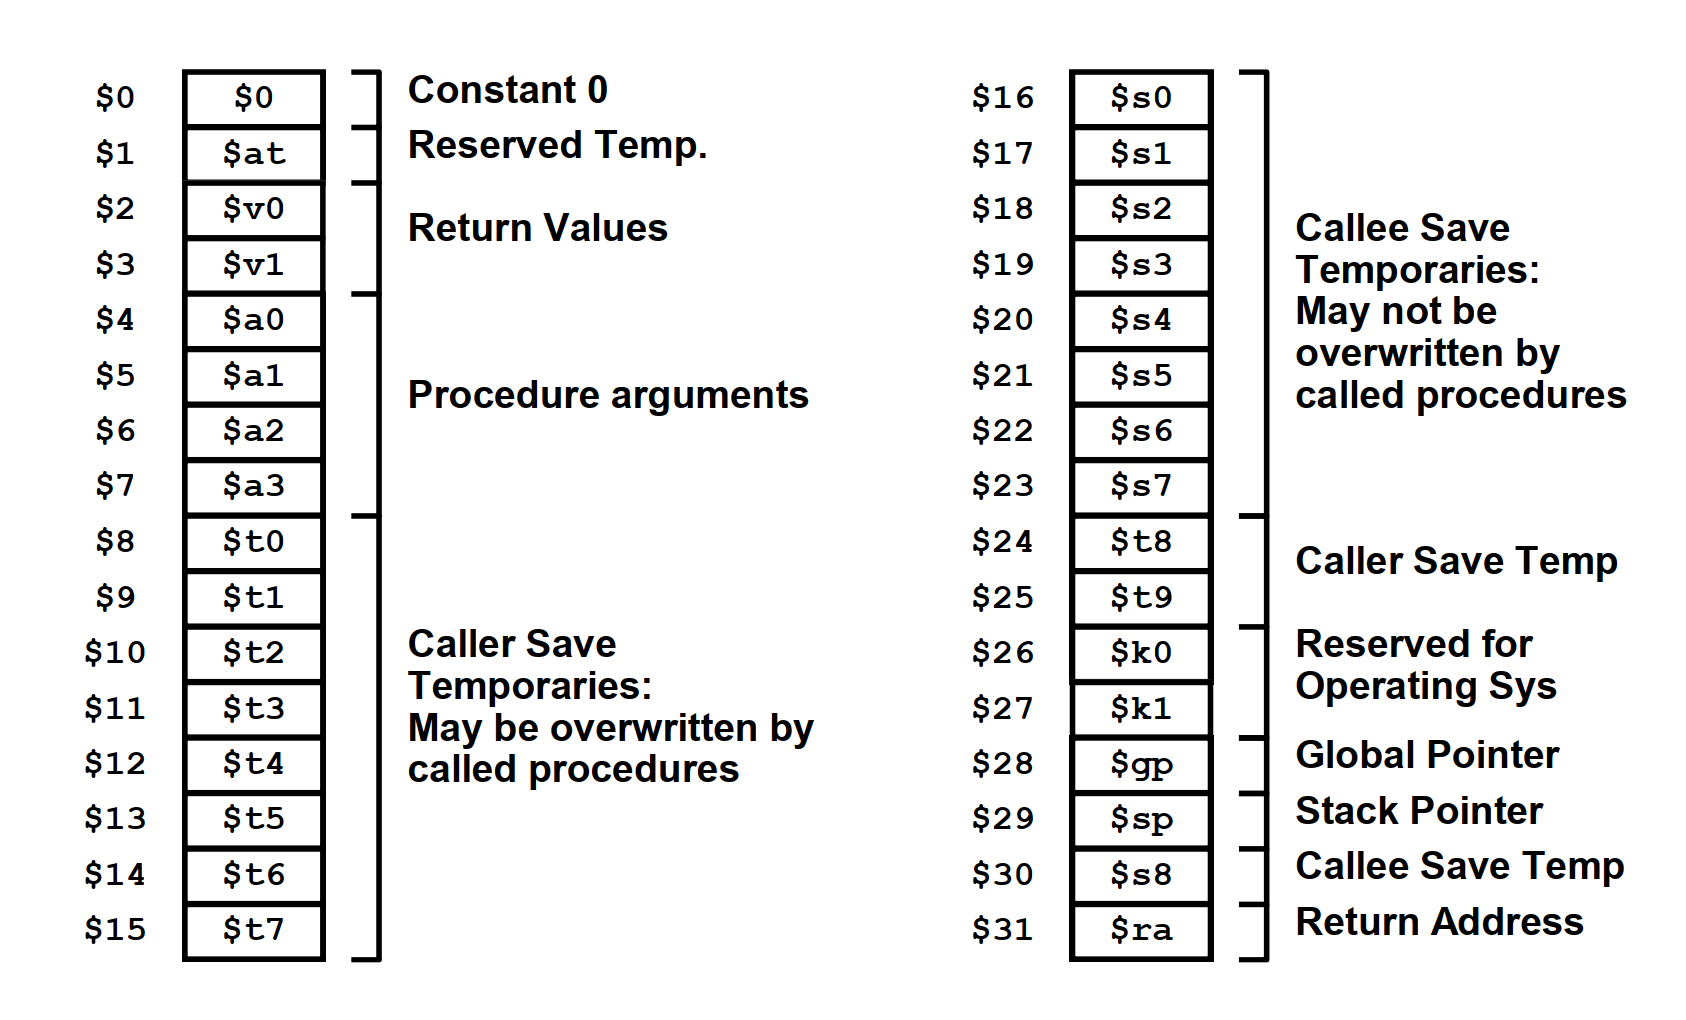 $0 $0 Constant 0
$1 $at Reserved Temp.
$2 $v0
Return Values
$3 $v1
$4 $a0
$5 $a1
Procedure arguments
$6 $a2
$7 $a3
$8 $t0
$9 $t1
$10 $t2
$11 $t3
$12 $t4
$13 $t5
$14 $t6
$15 $t7
Caller Save
Temporaries:
May be overwritten by
called procedures
$16 $s0
$17 $s1
$18 $s2
$19 $s3
$20 $s4
$21 $s5
$22 $s6
$23 $s7
Callee Save
Temporaries:
May not be
overwritten by
called procedures
$24 $t8
$25 $t9
Caller Save Temp
$26 $k0
$27 $k1
Reserved for
Operating Sys
$28 $gp Global Pointer
$29 $sp Stack Pointer
$30 $s8 Callee Save Temp
$31 $ra Return Address